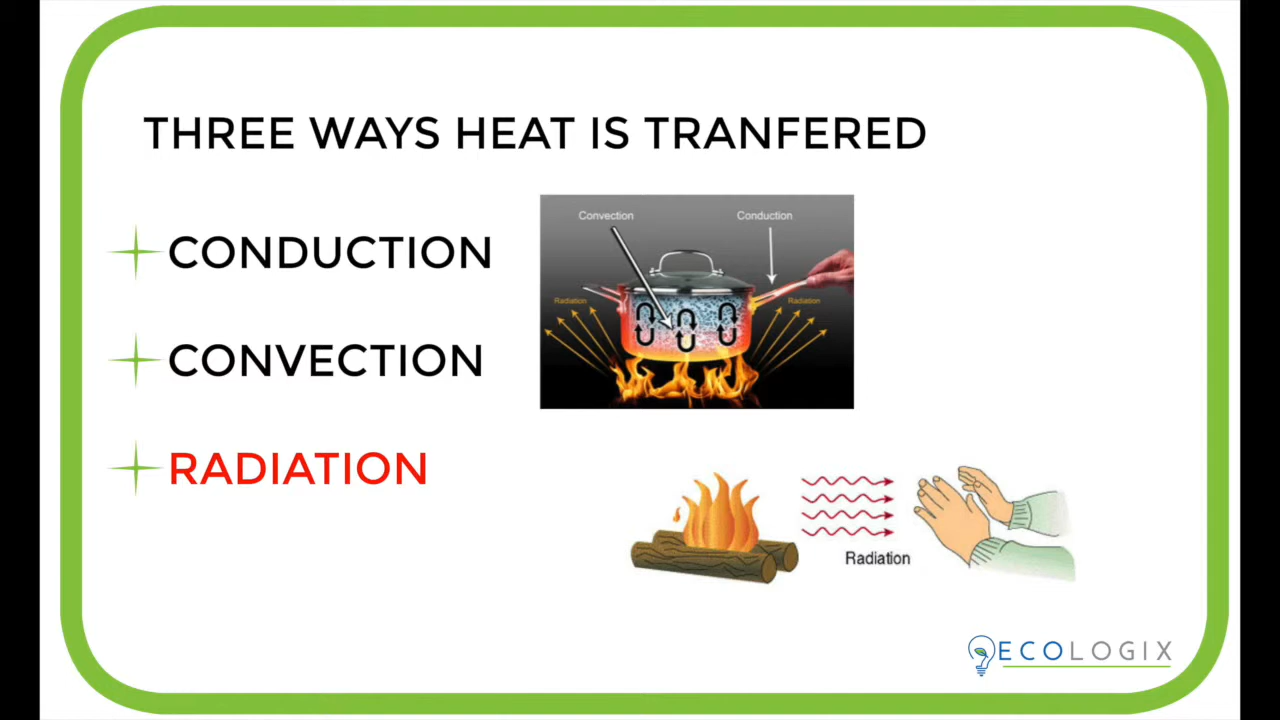 THREE WAYS HEAT IS TRANFERED
CONDUCTION
CONVECTION
RADIATION
Convection
Conduction
Radiation
Radiation
Radiation
ECOLOGIX